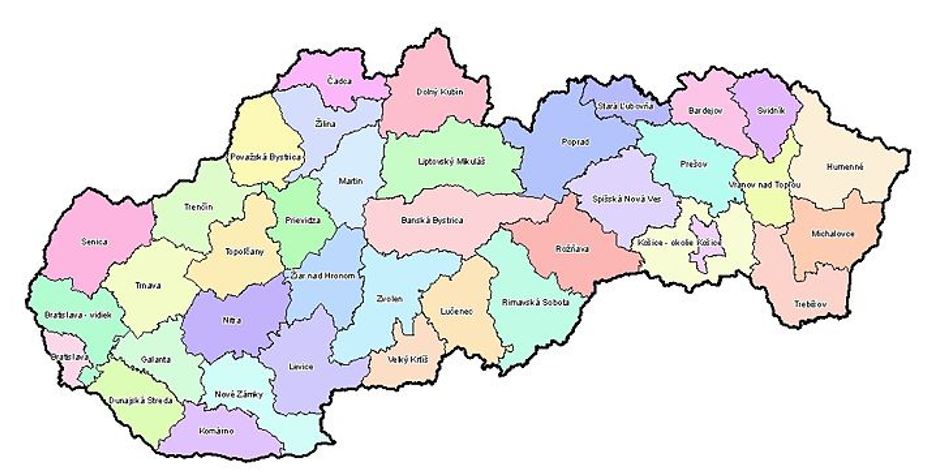 Čadca
Dolný Kubín
Stará Ľubovňa
Bardejov
Svidník
Žilina
Poprad
Považská Bystrica
Liptovský Mikuláš
Prešov
Humenné
Martin
Vranov nad Topľou
Spišská Nová Ves
Trenčín
Prievidza
Banská Bystrica
Michalovce
Senica
Košice - okolie
Košice
Topoľčany
Rožňava
Žiar nad Hronom
Trnava
Zvolen
Rimavská Sobota
Trebišov
Lučenec
Bratislava - vidiek
Nitra
Bratislava
Galanta
Veľký Krtíš
Levice
Nové Zámky
Dunajská Streda
Komárno